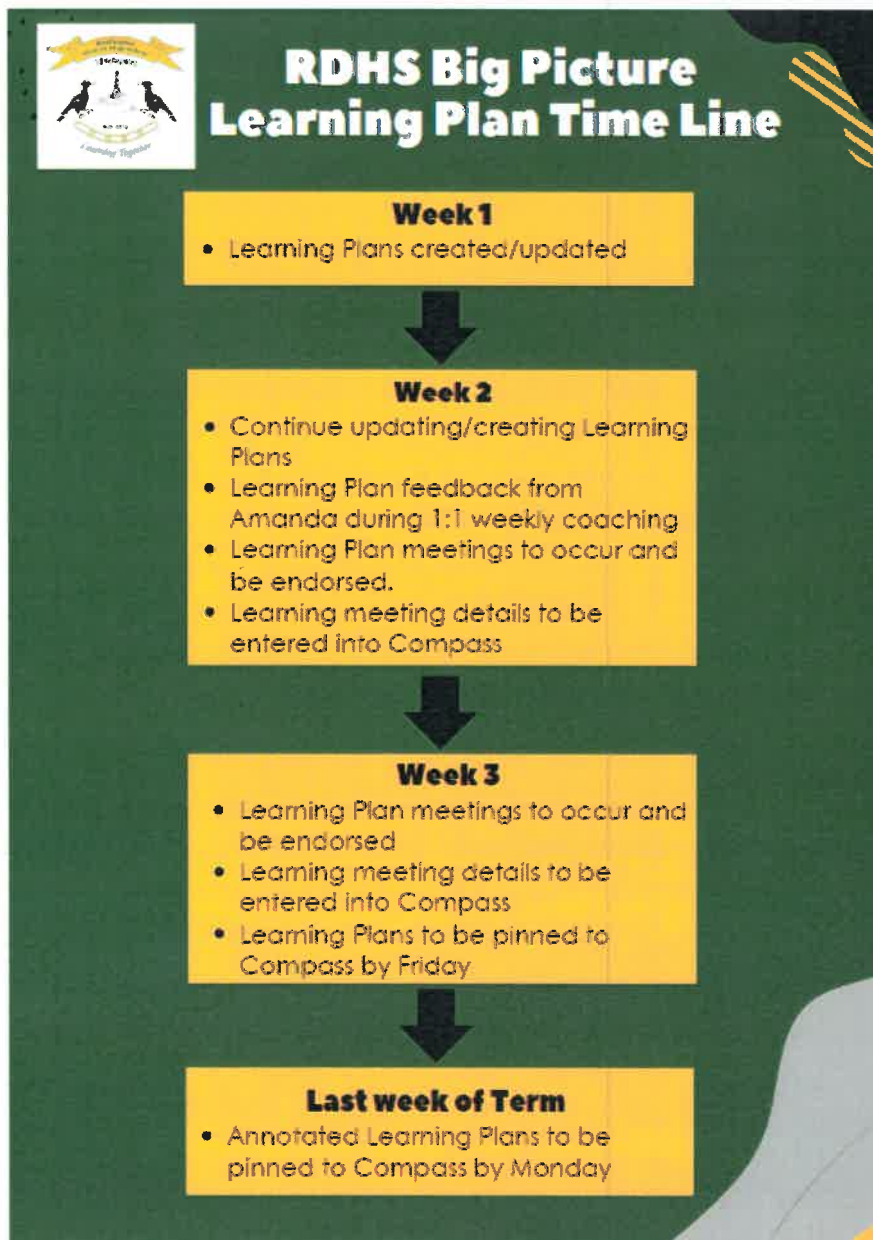 RDHS Big Picture
Learning Plan Time Line
Learning Together
Week 1
• Learning Plans created/updated
Week 2
• Continue updating/creating Learning
Plans
• Learning Plan feedback from
Amanda during 1:1 weekly coaching
• Learning Plan meetings to occur and
be endorsed.
• Learning meeting details to be
entered into Compass
Week 3
• Learning Plan meetings to occur and
be endorsed
• Learning meeting details to be
entered into Compass
• Learning Plans to be pinned to
Compass by Friday
Last week of Term
• Annotated Learning Plans to be
pinned to Compass by Monday